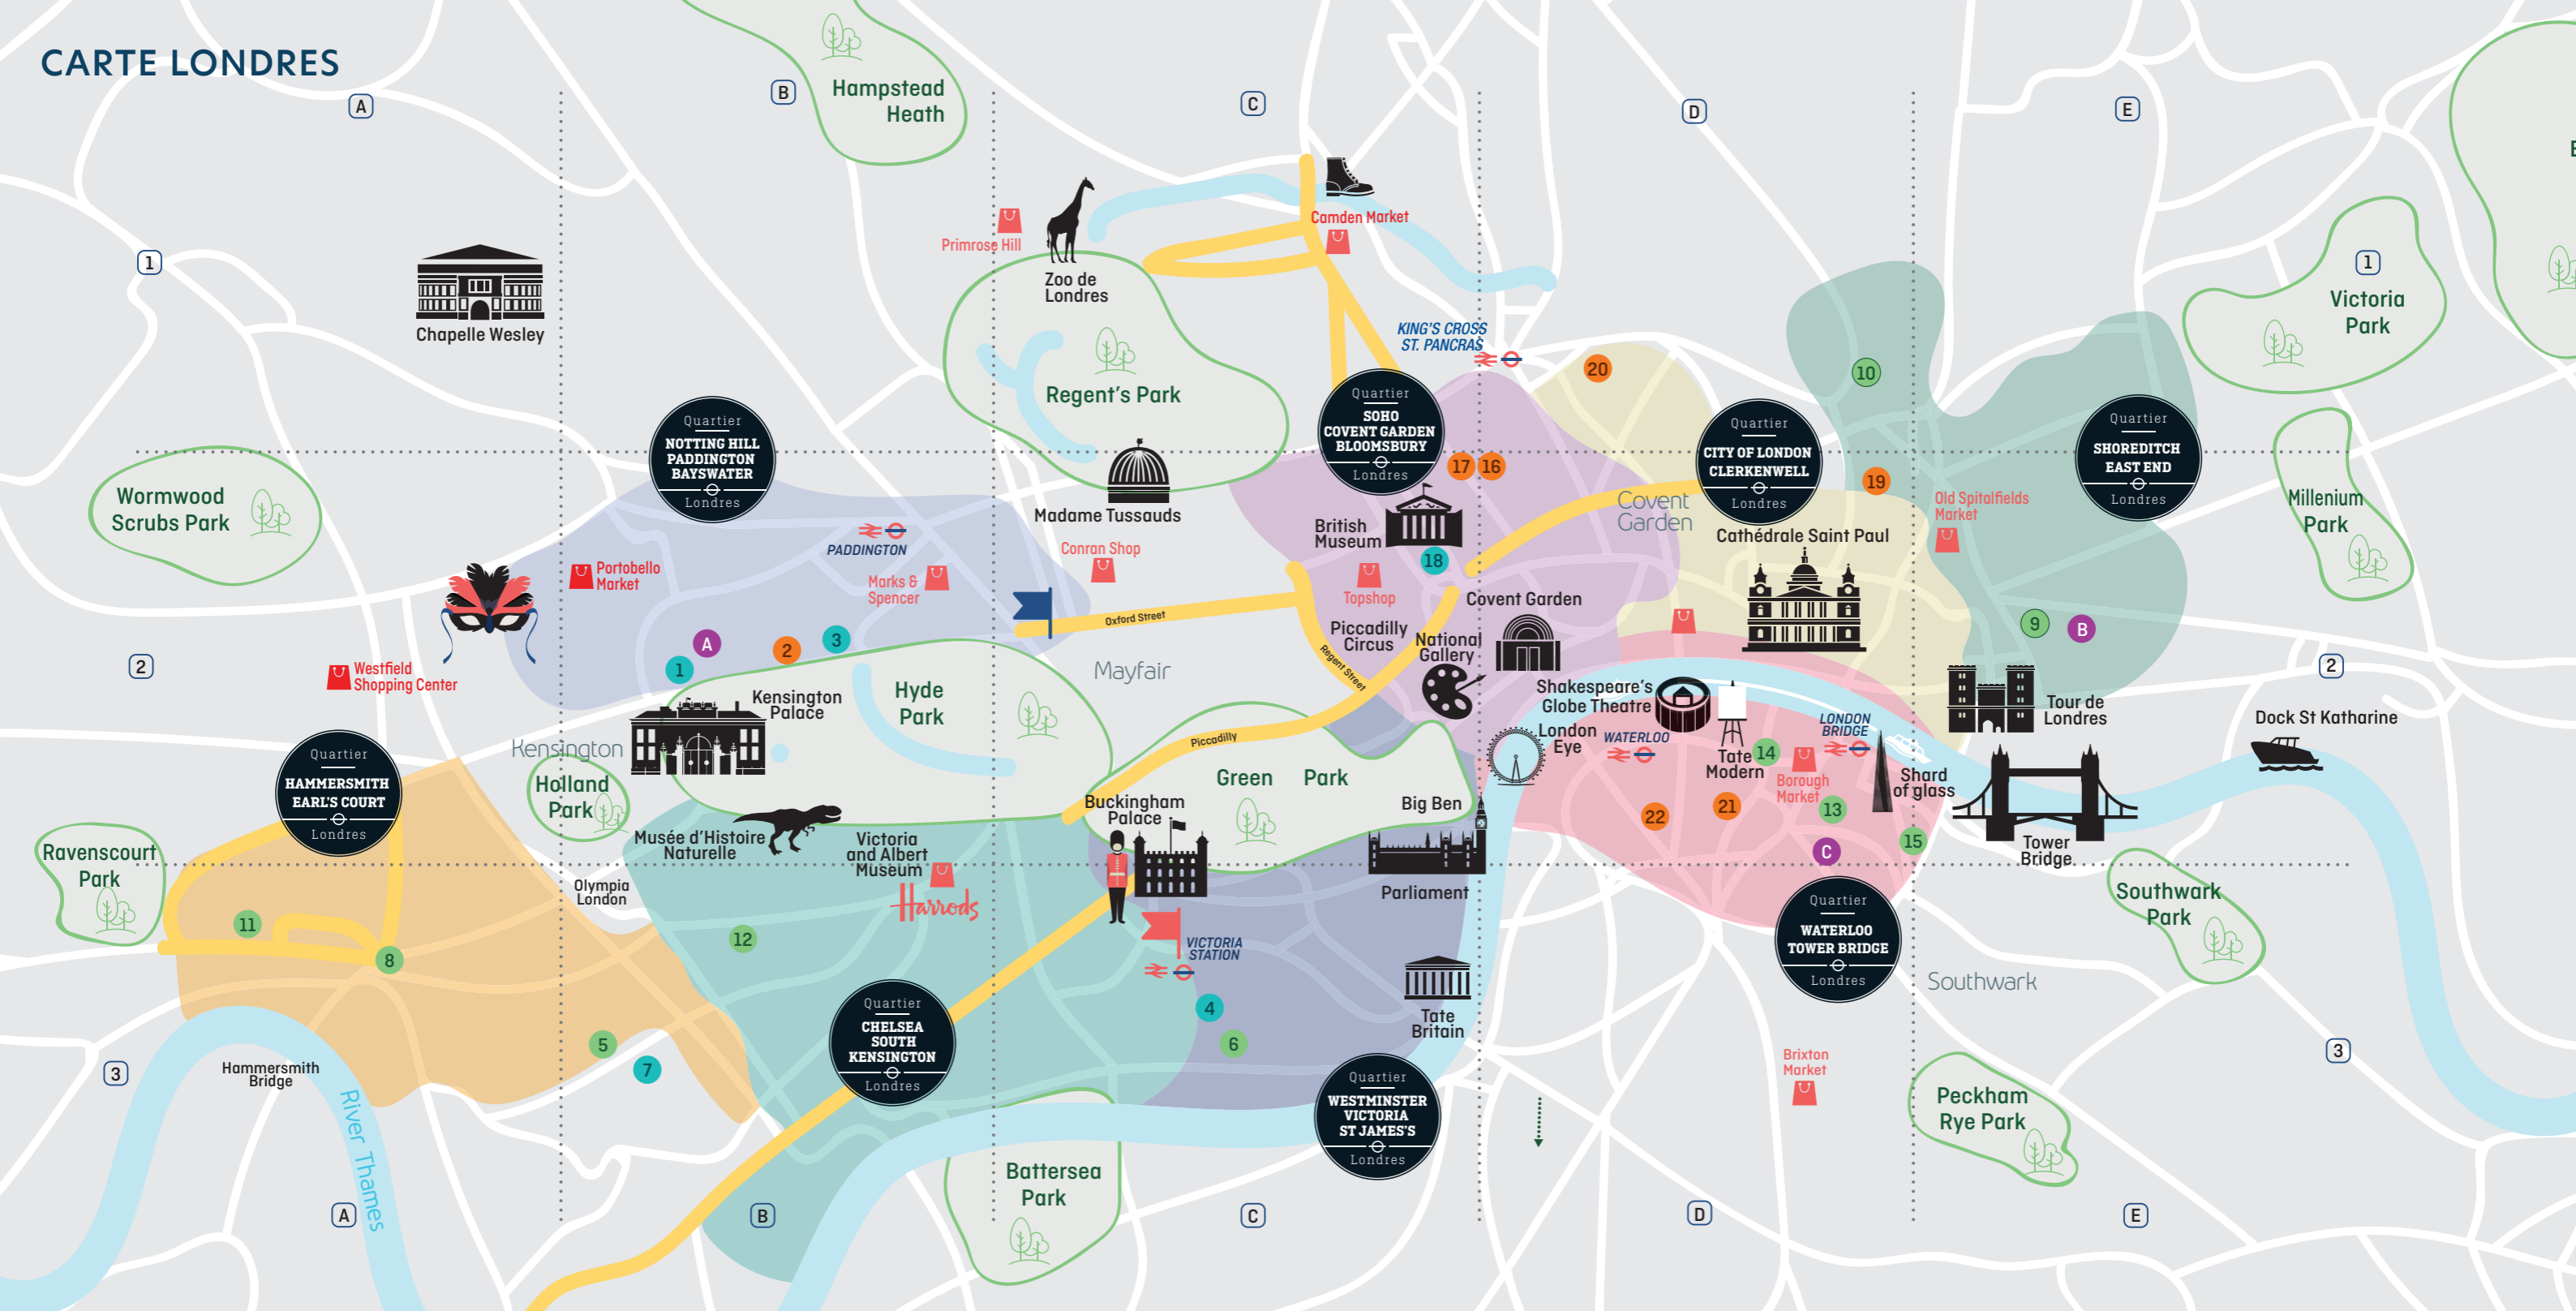 CARTE LONDRES
A
B
C
D
E
Hampstead
Heath
1
1
Primrose Hill
Zoo de
Londres
Camden Market
Chapelle Wesley
KING'S CROSS
ST. PANCRAS
Victoria
Park
Regent's Park
20
10
Quartier
NOTTING HILL
PADDINGTON
BAYSWATER
Londres
Quartier
SOHO
COVENT GARDEN
BLOOMSBURY
Londres
17
16
Quartier
CITY OF LONDON
CLERKENWELL
Londres
19
Quartier
SHOREDITCH
EAST END
Londres
Wormwood
Scrubs Park
Madame Tussauds
British
Museum
18
Covent
Garden
Cathédrale Saint Paul
Old Spitalfields
Market
Millenium
Park
PADDINGTON
Conran Shop
Portobello
Market
Marks &
Spencer
Topshop
Oxford Street
Covent Garden
Piccadilly
Circus
National
Gallery
Regent Street
Mayfair
A
1
2
3
9
B
2
2
Westfield
Shopping Center
Kensington
Palace
Hyde
Park
Shakespeare's
Globe Theatre
London
Eye
WATERLOO
LONDON
BRIDGE
Tour de
Londres
Dock St Katharine
Kensington
Holland
Park
Piccadilly
Green Park
Tate
Modern
14
Borough
Market
13
Shard
of glass
Quartier
HAMMERSMITH
EARL'S COURT
Londres
Buckingham
Palace
Big Ben
22
21
C
15
Tower
Bridge
Ravenscourt
Park
Musée d'Histoire
Naturelle
Victoria
and Albert
Museum
Harrods
Olympia
London
Parliament
Southwark
Park
11
8
12
VICTORIA
STATION
Quartier
WATERLOO
TOWER BRIDGE
Londres
Southwark
Tate
Britain
4
6
5
7
Quartier
CHELSEA
SOUTH
KENSINGTON
Londres
3
3
Hammersmith
Bridge
River Thames
Quartier
WESTMINSTER
VICTORIA
ST JAMES'S
Londres
Brixton
Market
Peckham
Rye Park
Battersea
Park
A
B
C
D
E